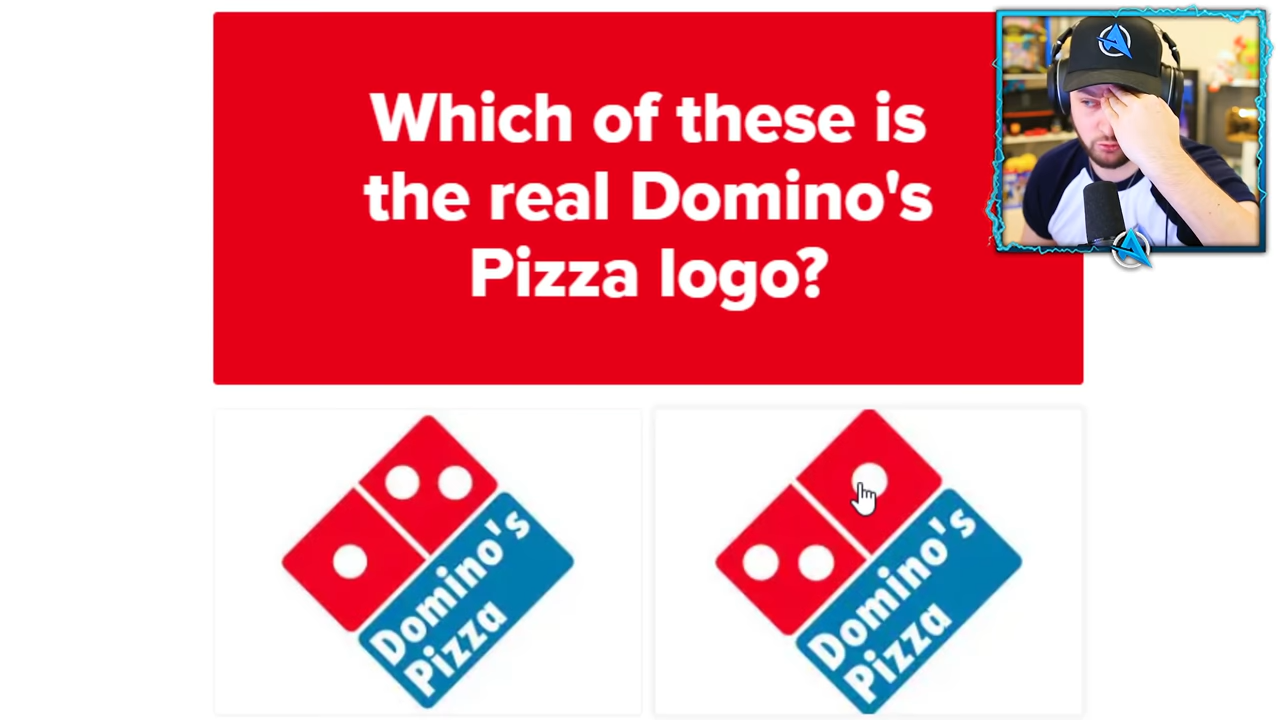 Which of these is
the real Domino's
Pizza logo?
Domino's
Pizza
Domino's
Pizza